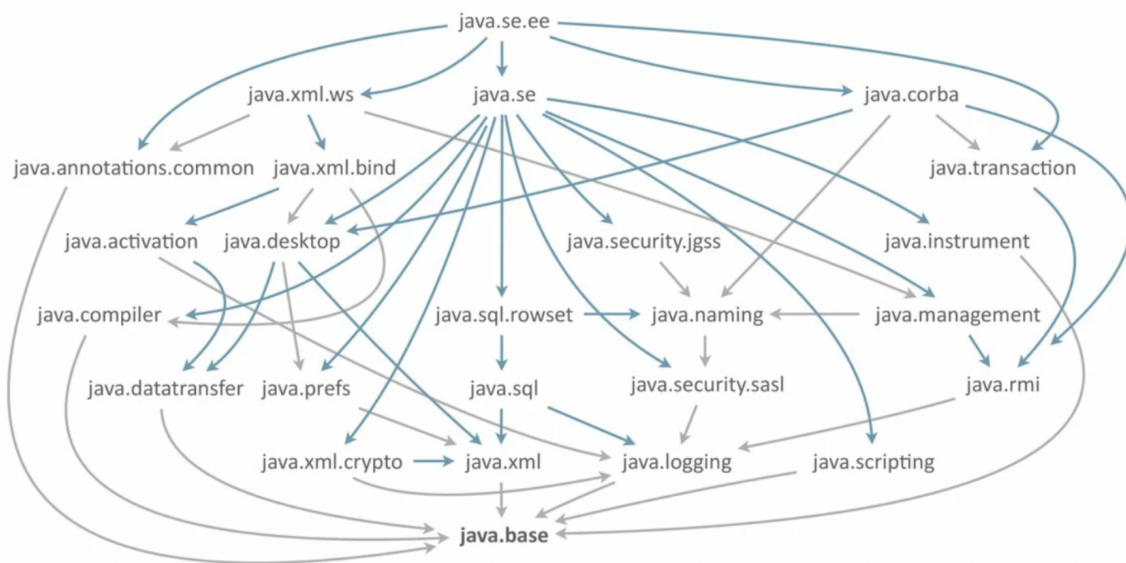 java.se.ee
java.xml.ws java.se java.corba
java.annotations.common java.xml.bind java.transaction
java.activation java.desktop java.security.jgss java.instrument
java.compiler java.sql.rowset java.naming java.management
java.datatransfer java.prefs java.sql java.security.sasl java.rmi
java.xml.crypto java.xml java.logging java.scripting
java.base